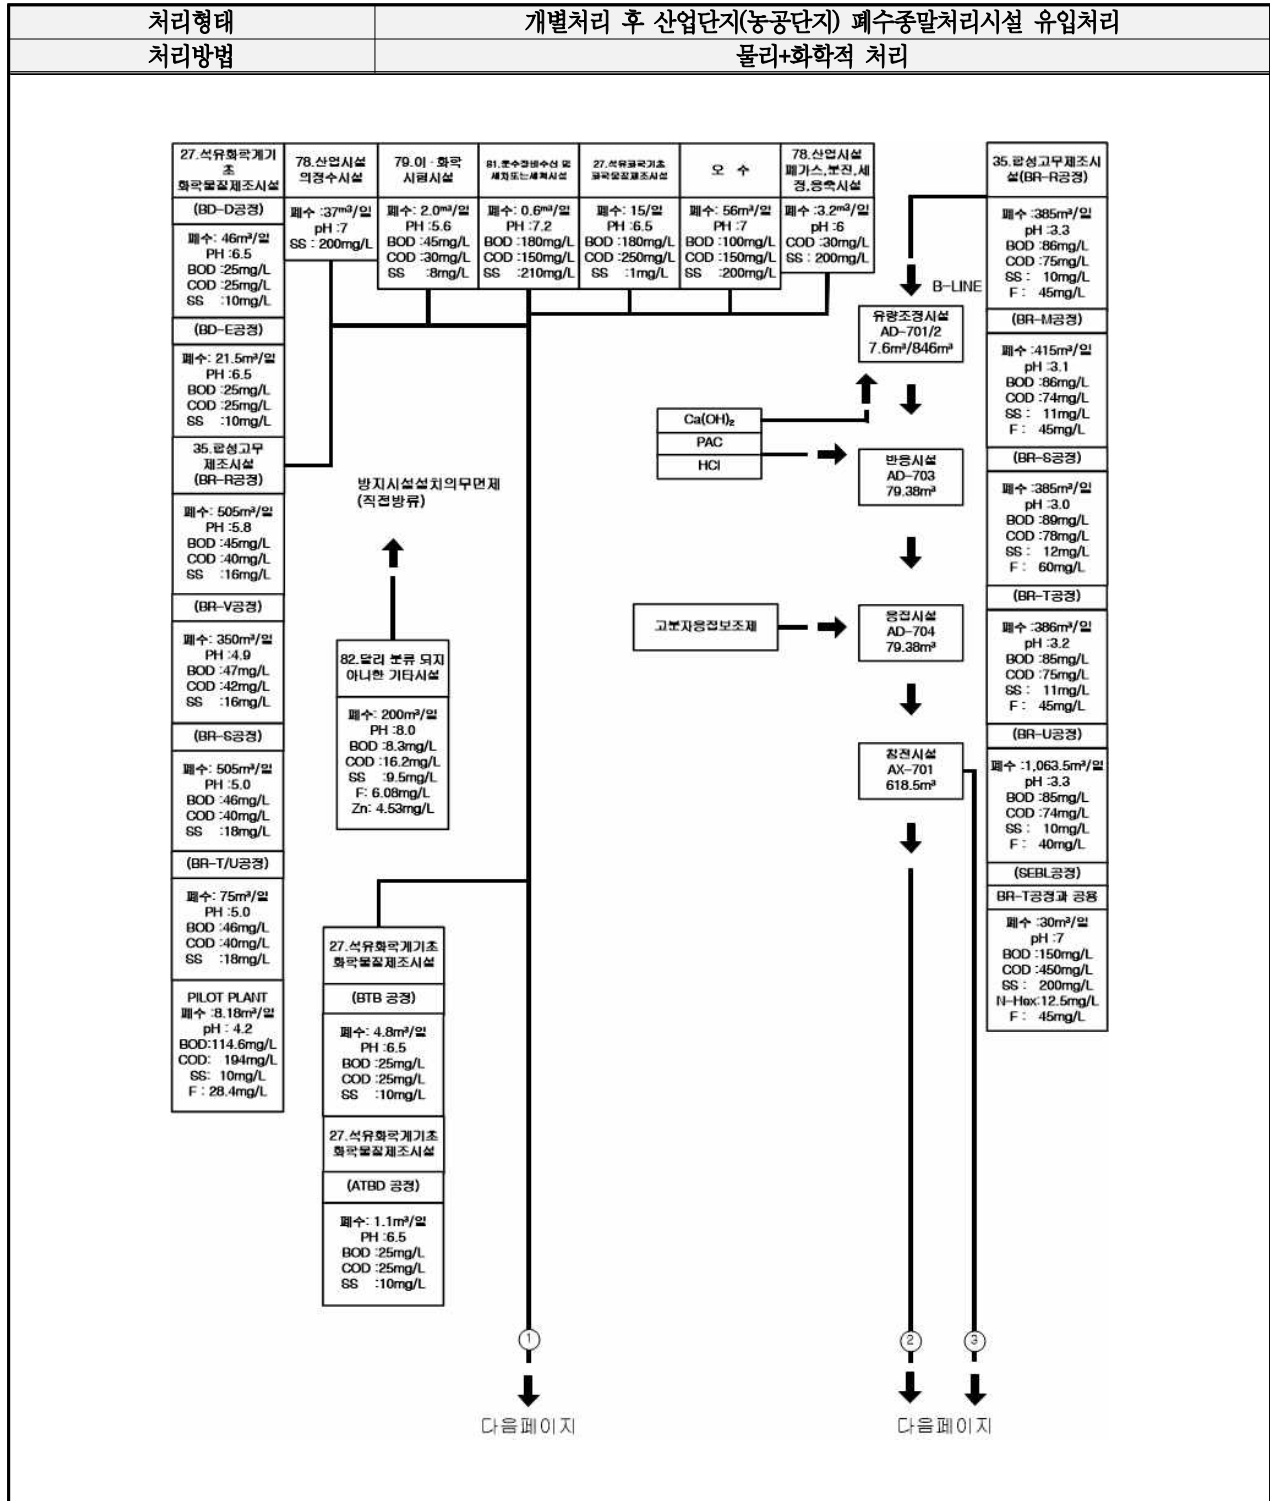 처리형태
개별처리 후 산업단지(농공단지) 폐수종말처리시설 유입처리
처리방법
물리+화학적 처리
27.석유화학계기
초
화학물질제조시설
(BD-D공정)
폐수: 46m³/일
PH :6.5
BOD :25mg/L
COD :25mg/L
SS :10mg/L
(BD-E공정)
폐수: 21.5m³/일
PH :6.5
BOD :25mg/L
COD :25mg/L
SS :10mg/L
35.합성고무
제조시설
(BR-R공정)
폐수: 505m³/일
PH :5.8
BOD :45mg/L
COD :40mg/L
SS :16mg/L
(BR-V공정)
폐수: 350m³/일
PH :4.9
BOD :47mg/L
COD :42mg/L
SS :16mg/L
(BR-S공정)
폐수: 505m³/일
PH :5.0
BOD :46mg/L
COD :40mg/L
SS :18mg/L
(BR-T/U공정)
폐수: 75m³/일
PH :5.0
BOD :46mg/L
COD :40mg/L
SS :18mg/L
PILOT PLANT
폐수 :8.18m³/일
pH : 4.2
BOD:114.6mg/L
COD: 194mg/L
SS: 10mg/L
F : 28.4mg/L
78.산업시설
의정수시설
폐수 :37m³/일
pH :7
SS : 200mg/L
79.이·화학
시험시설
폐수: 2.0m³/일
PH :5.6
BOD :45mg/L
COD :30mg/L
SS :8mg/L
81.운수장비수선 및
세차또는세척시설
폐수: 0.6m³/일
PH :7.2
BOD :180mg/L
COD :150mg/L
SS :210mg/L
27.석유화학기초
화학물질제조시설
폐수: 15/일
PH :6.5
BOD :180mg/L
COD :250mg/L
SS :1mg/L
오 수
폐수: 56m³/일
PH :7
BOD :100mg/L
COD :150mg/L
SS :200mg/L
78.산업시설
폐가스,분진,세
정,응축시설
폐수 :3.2m³/일
pH :6
COD :30mg/L
SS : 200mg/L
방지시설설치의무면제
(직접방류)
82.달리 분류 되지
아니한 기타시설
폐수: 200m³/일
PH :8.0
BOD :8.3mg/L
COD :16.2mg/L
SS :9.5mg/L
F: 6.08mg/L
Zn: 4.53mg/L
27.석유화학계기초
화학물질제조시설
(BTB 공정)
폐수: 4.8m³/일
PH :6.5
BOD :25mg/L
COD :25mg/L
SS :10mg/L
27.석유화학계기초
화학물질제조시설
(ATBD 공정)
폐수: 1.1m³/일
PH :6.5
BOD :25mg/L
COD :25mg/L
SS :10mg/L
①
다음페이지
B-LINE
유량조정시설
AD-701/2
7.6m³/846m³
Ca(OH)₂
PAC
HCl
반응시설
AD-703
79.38m³
고분자응집보조제
응집시설
AD-704
79.38m³
침전시설
AX-701
618.5m³
②
③
다음페이지
35.합성고무제조시
설(BR-R공정)
폐수 :385m³/일
pH :3.3
BOD :86mg/L
COD :75mg/L
SS : 10mg/L
F : 45mg/L
(BR-M공정)
폐수 :415m³/일
pH :3.1
BOD :86mg/L
COD :74mg/L
SS : 11mg/L
F : 45mg/L
(BR-S공정)
폐수 :385m³/일
pH :3.0
BOD :89mg/L
COD :78mg/L
SS : 12mg/L
F : 60mg/L
(BR-T공정)
폐수 :386m³/일
pH :3.2
BOD :85mg/L
COD :75mg/L
SS : 11mg/L
F : 45mg/L
(BR-U공정)
폐수 :1,063.5m³/일
pH :3.3
BOD :85mg/L
COD :74mg/L
SS : 10mg/L
F : 40mg/L
(SEBL공정)
BR-T공정과 공용
폐수 :30m³/일
pH :7
BOD :150mg/L
COD :450mg/L
SS : 200mg/L
N-Hex:12.5mg/L
F : 45mg/L